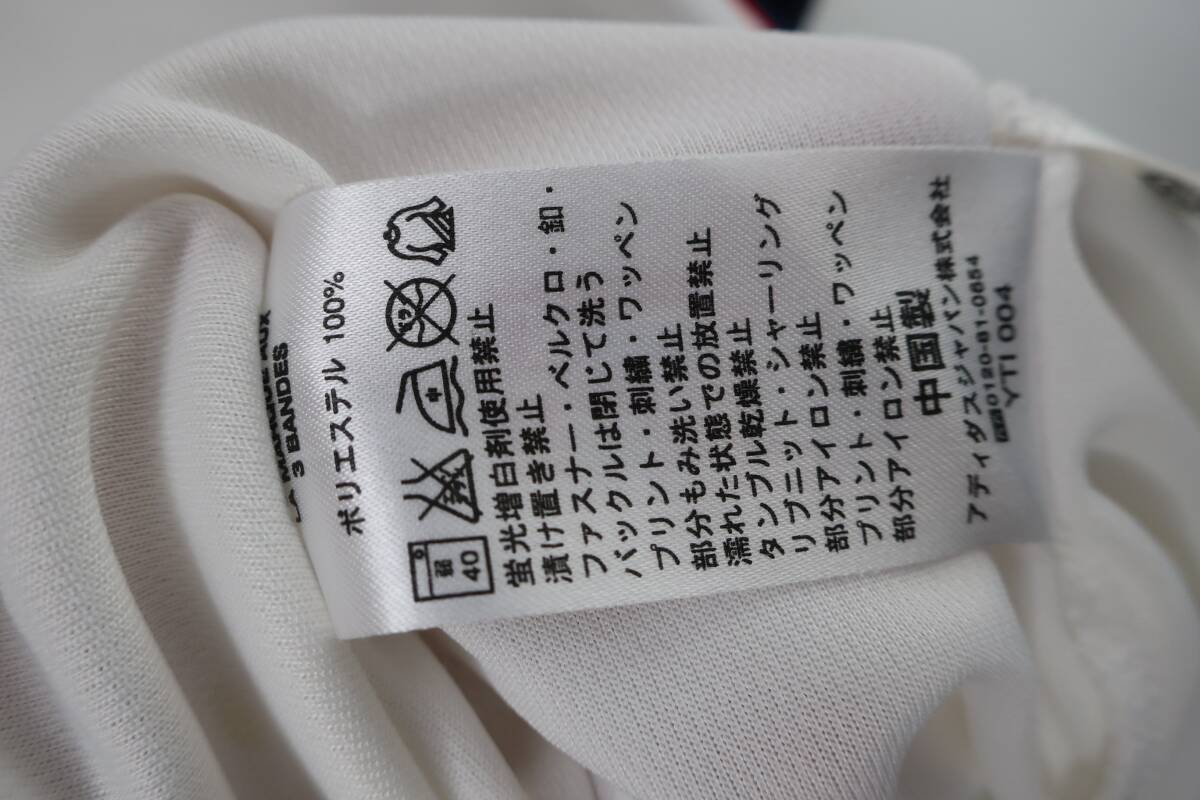 LA MARQUE AUX
3 BANDES
ポリエステル 100%
弱
40
中
ドライ
蛍光増白剤使用禁止
漬け置き禁止
ファスナー・ベルクロ・釦・
バックルは閉じて洗う
プリント・刺繍・ワッペン
部分もみ洗い禁止
濡れた状態での放置禁止
タンブル乾燥禁止
リブニット・シャーリング
部分アイロン禁止
プリント・刺繍・ワッペン
部分アイロン禁止
中国製
アディダスジャパン株式会社
0120-81-0654
YTI 004